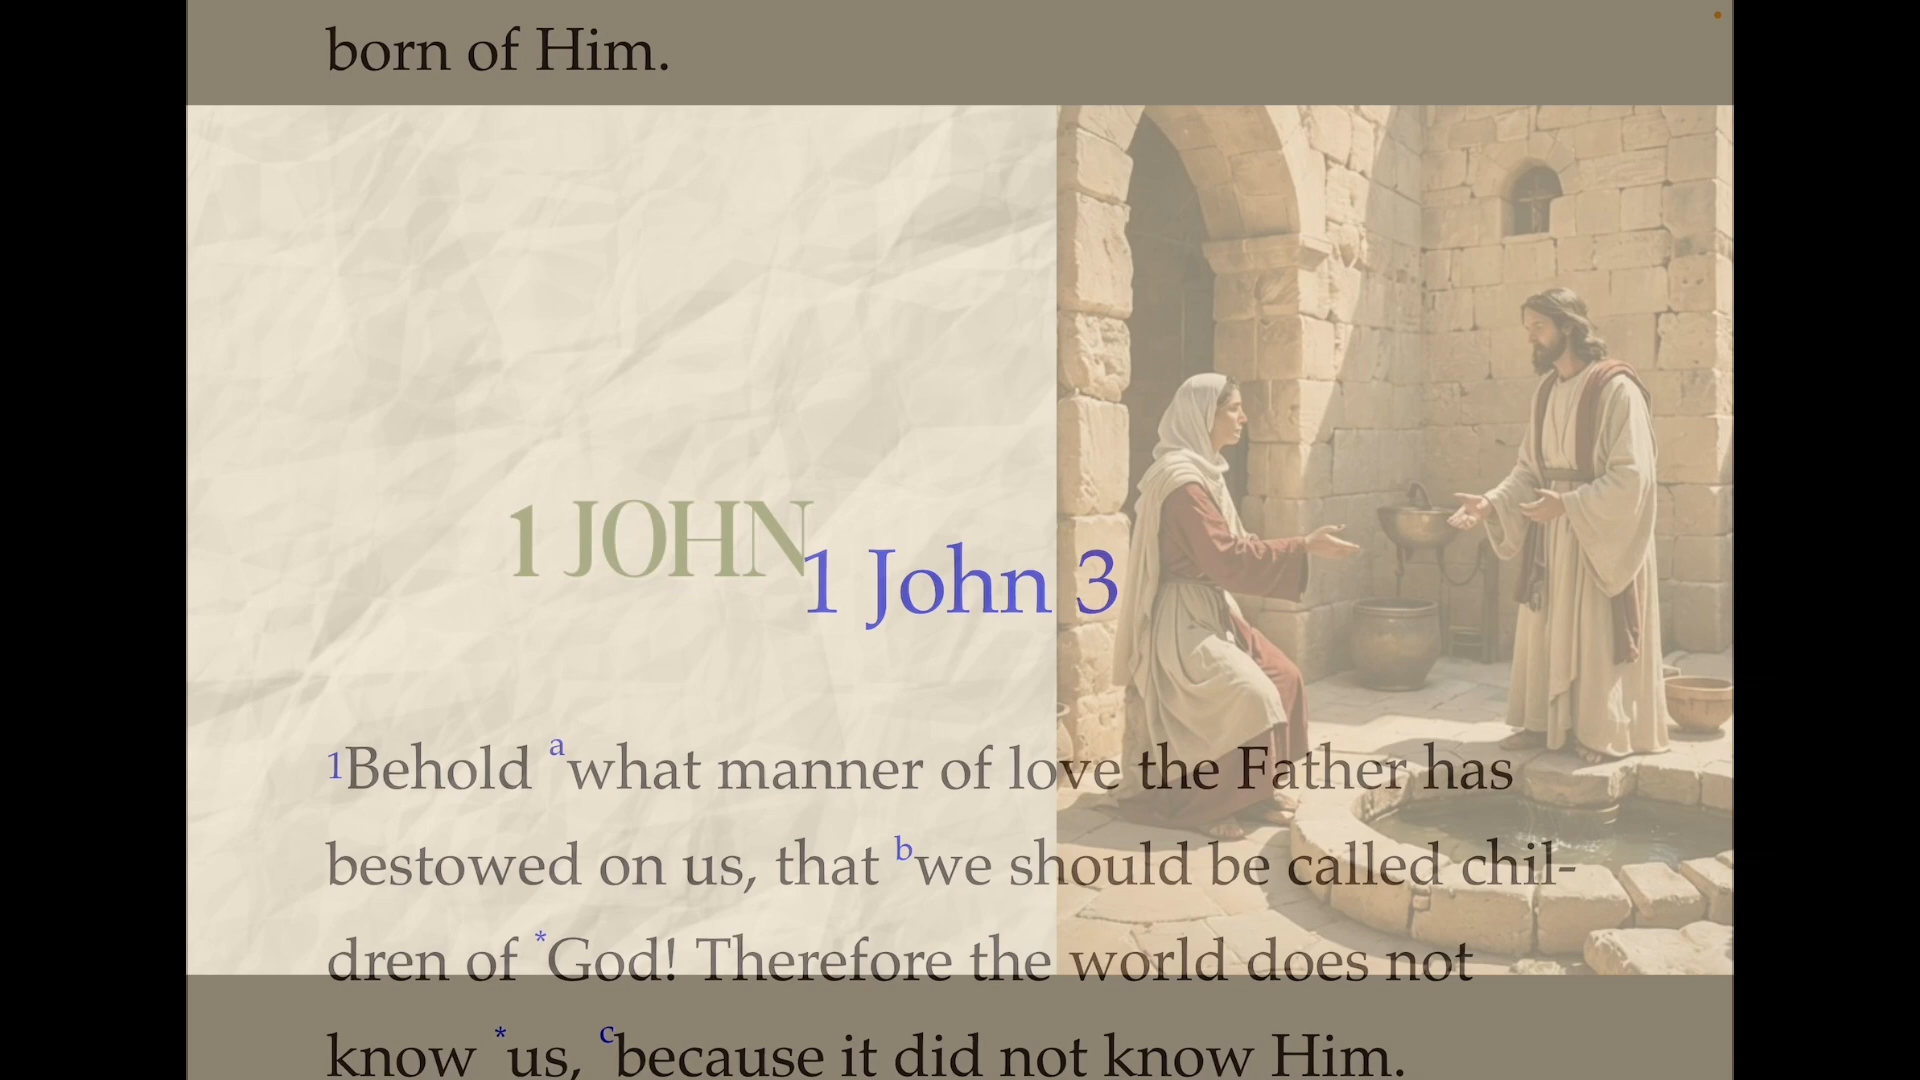 born of Him.
1 JOHN
1 John 3
1Behold awhat manner of love the Father has
bestowed on us, that bwe should be called chil-
dren of *God! Therefore the world does not
know *us, cbecause it did not know Him.